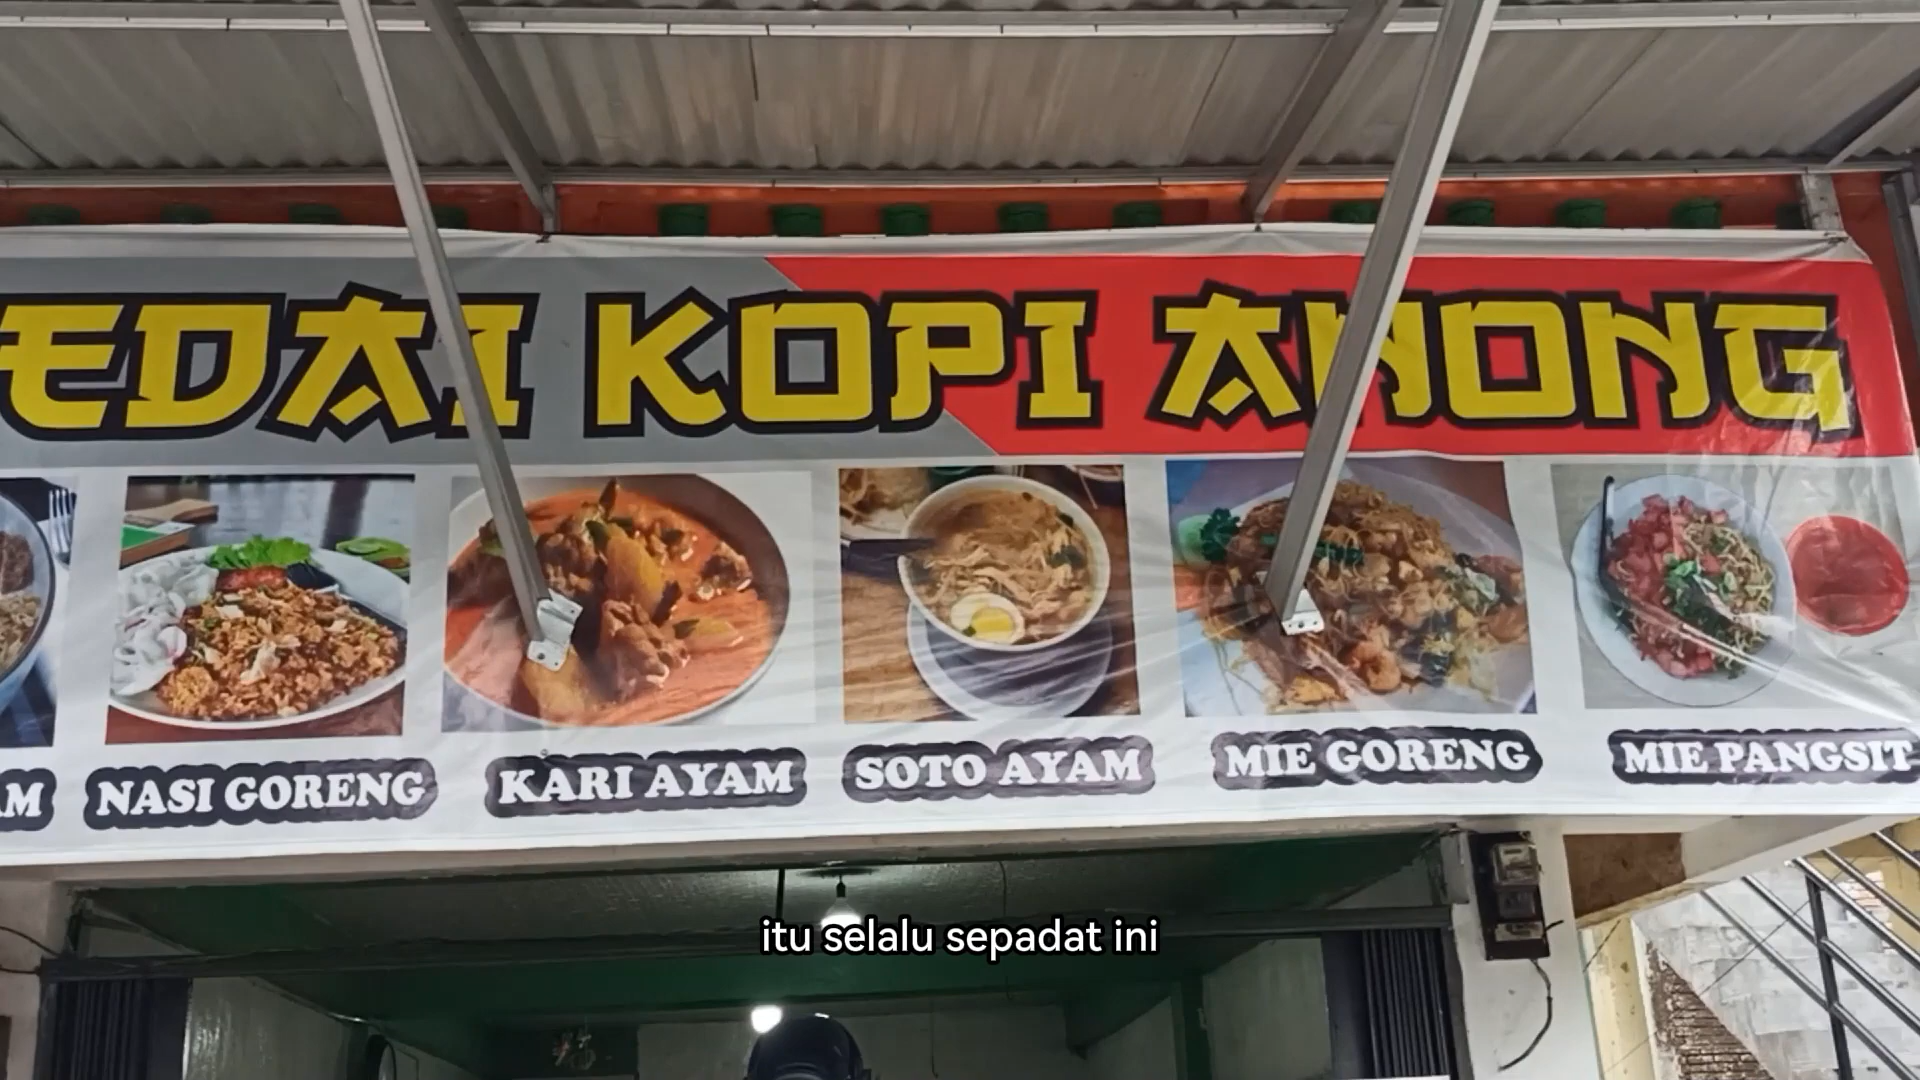 EDAI KOPI AHONG
AM NASI GORENG KARI AYAM SOTO AYAM MIE GORENG MIE PANGSIT
itu selalu sepadat ini